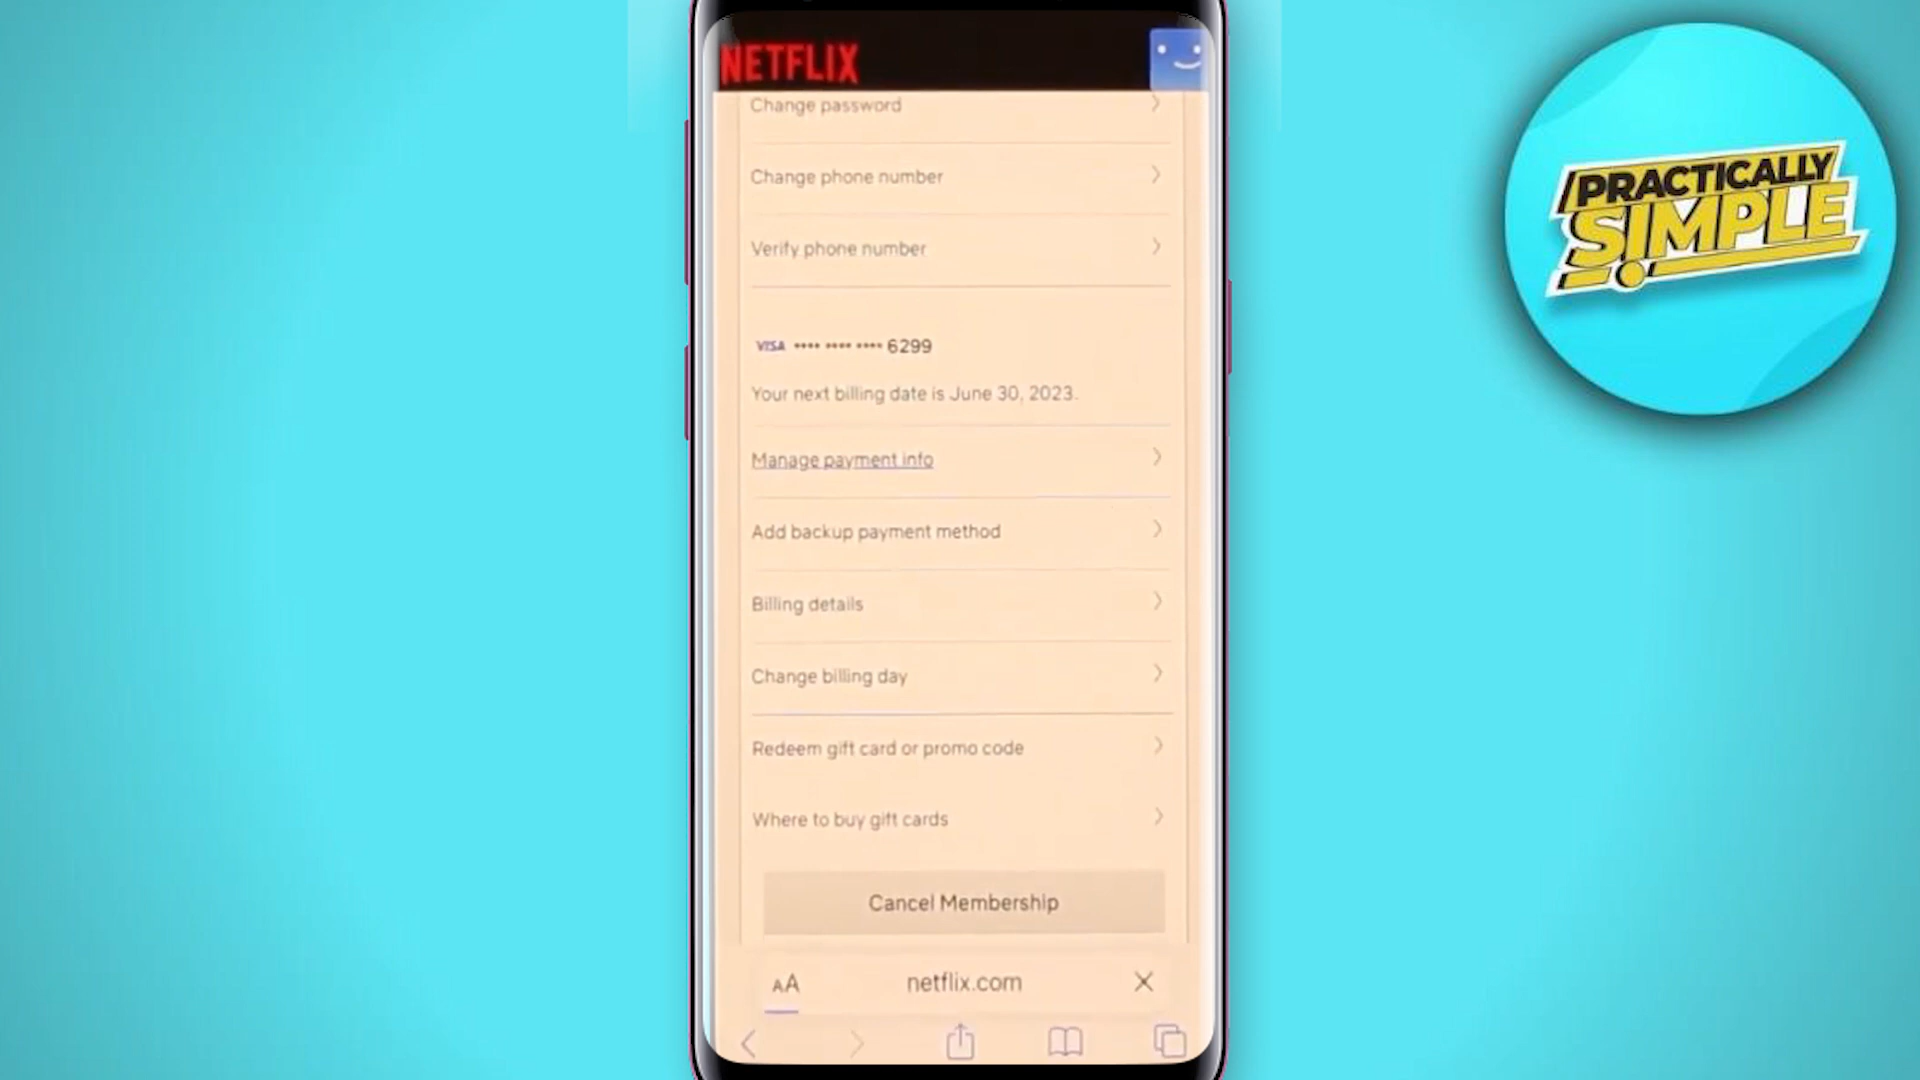 NETFLIX
Change password
Change phone number
Verify phone number
VISA •••• •••• •••• 6299
Your next billing date is June 30, 2023.
Manage payment info
Add backup payment method
Billing details
Change billing day
Redeem gift card or promo code
Where to buy gift cards
Cancel Membership
AA netflix.com
PRACTICALLY
SIMPLE